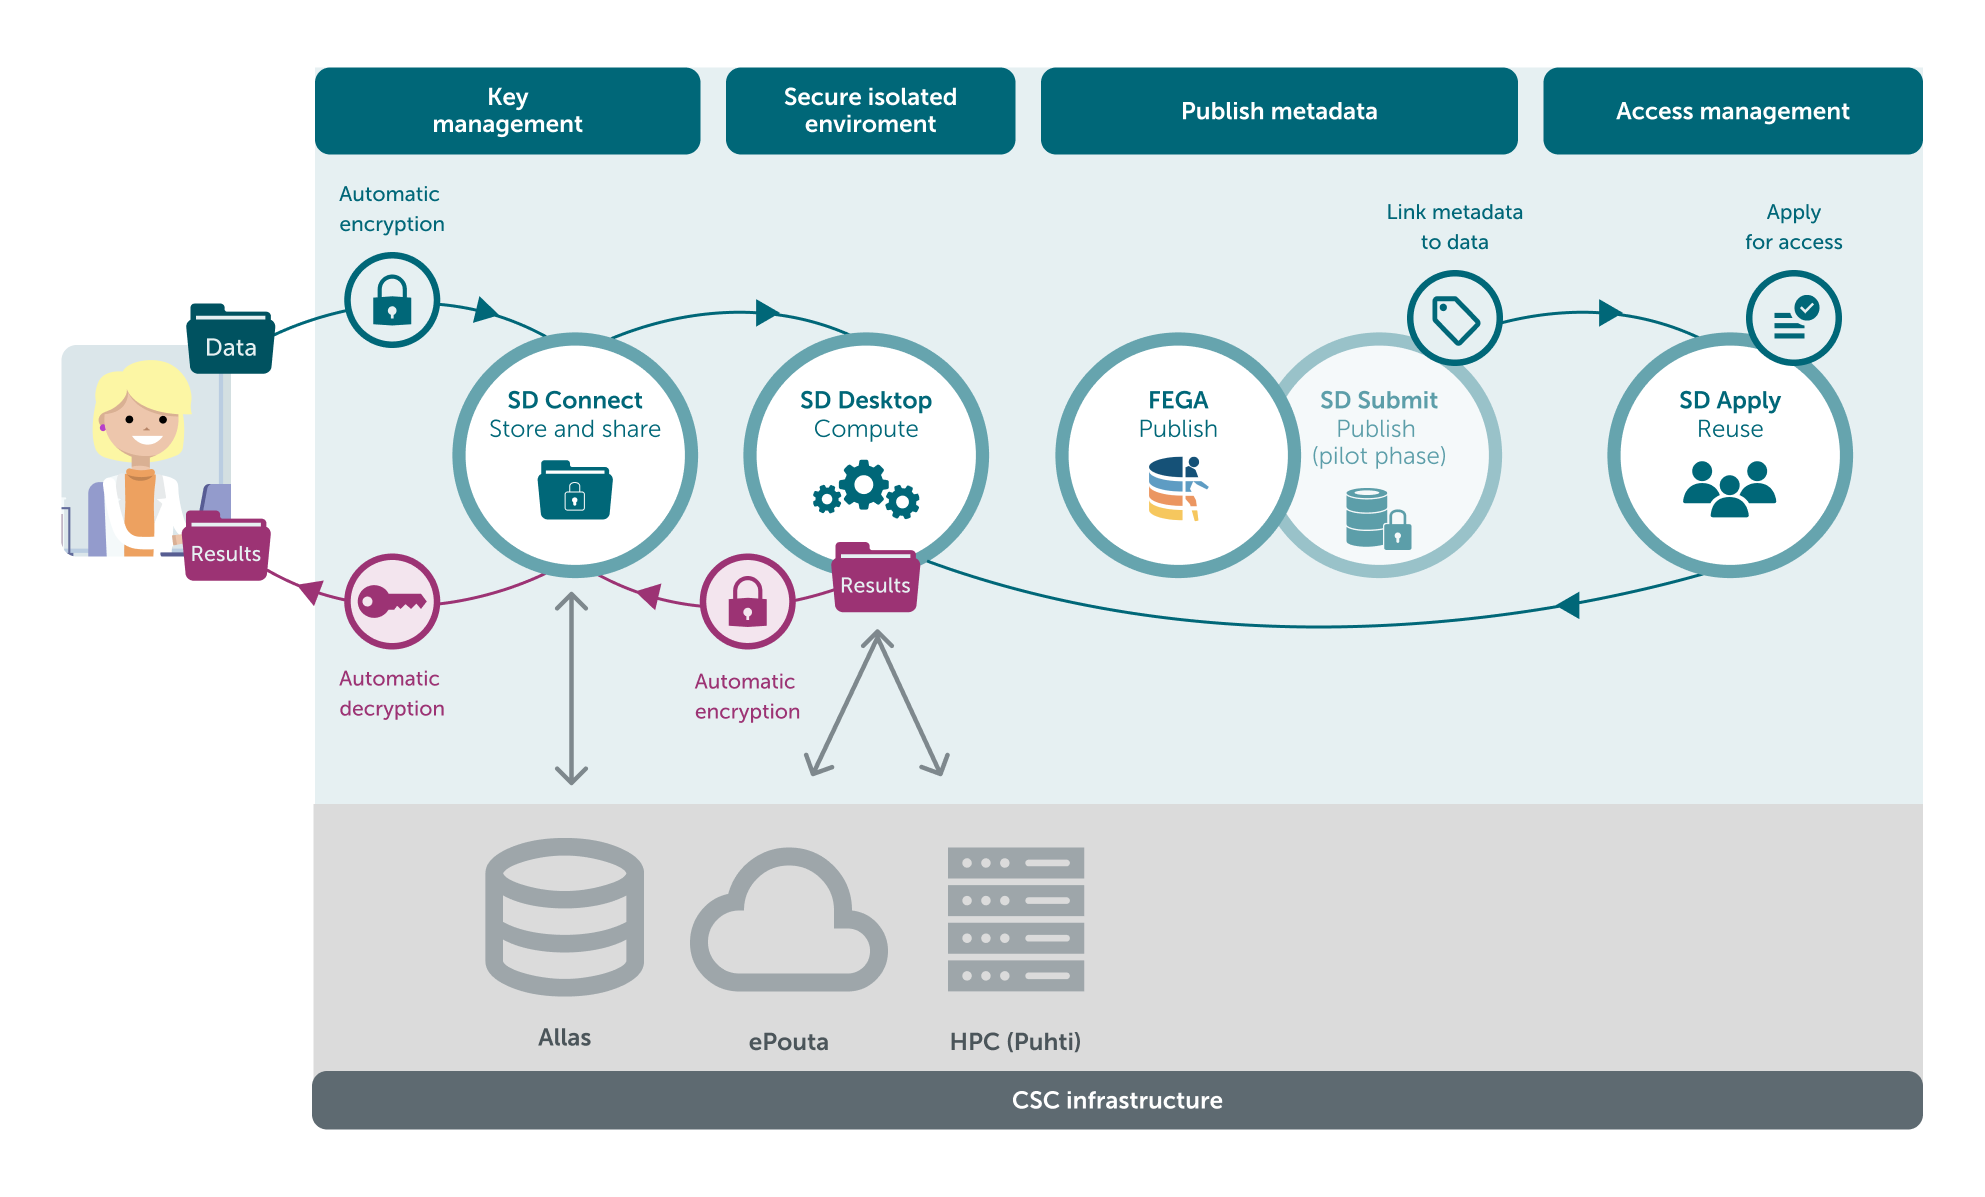 Key
management
Secure isolated
enviroment
Publish metadata
Access management
Automatic
encryption
Link metadata
to data
Apply
for access
Data
SD Connect
Store and share
SD Desktop
Compute
FEGA
Publish
SD Submit
Publish
(pilot phase)
SD Apply
Reuse
Results
Results
Automatic
decryption
Automatic
encryption
Allas
ePouta
HPC (Puhti)
CSC infrastructure